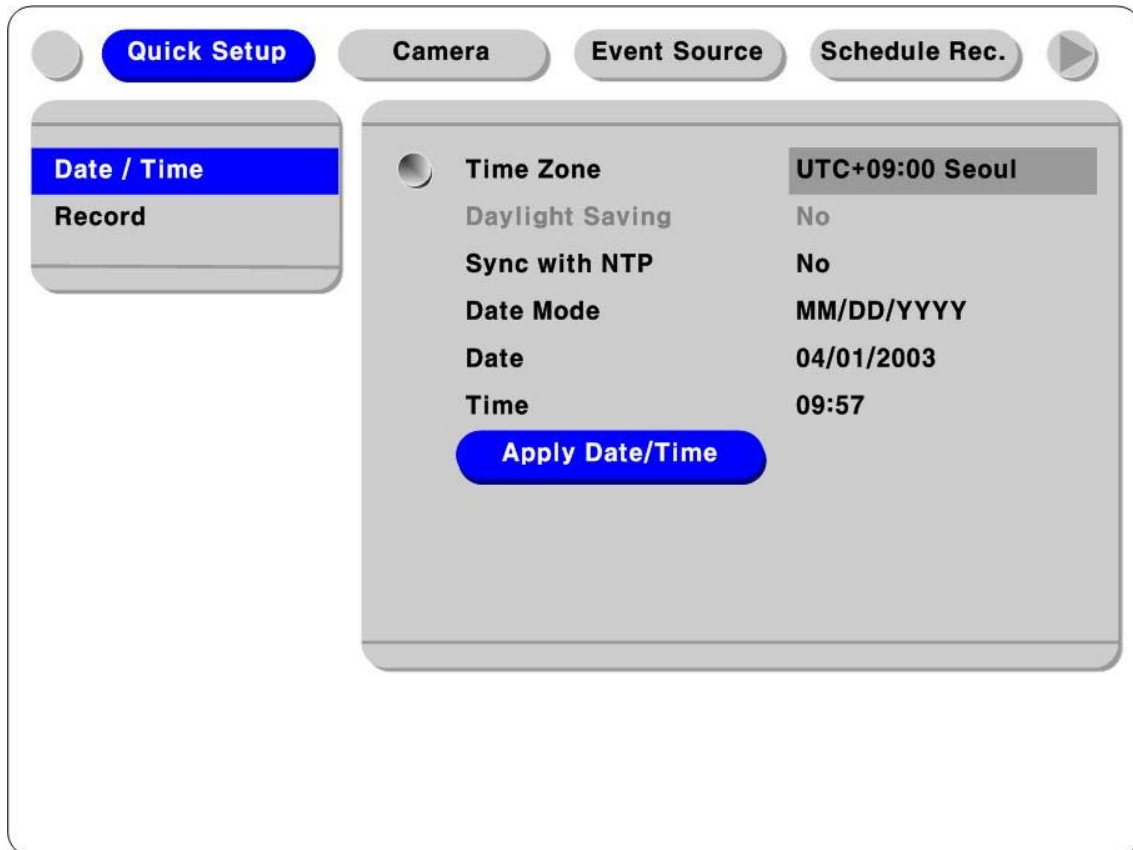 Quick Setup Camera Event Source Schedule Rec.
Date / Time
Record
Time Zone UTC+09:00 Seoul
Daylight Saving No
Sync with NTP No
Date Mode MM/DD/YYYY
Date 04/01/2003
Time 09:57
Apply Date/Time